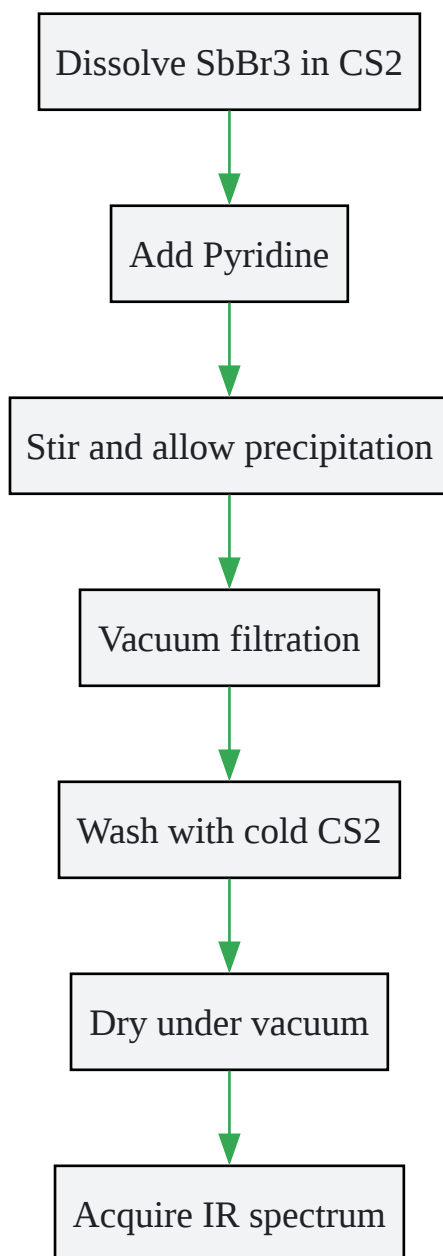 Dissolve SbBr3 in CS2
Add Pyridine
Stir and allow precipitation
Vacuum filtration
Wash with cold CS2
Dry under vacuum
Acquire IR spectrum